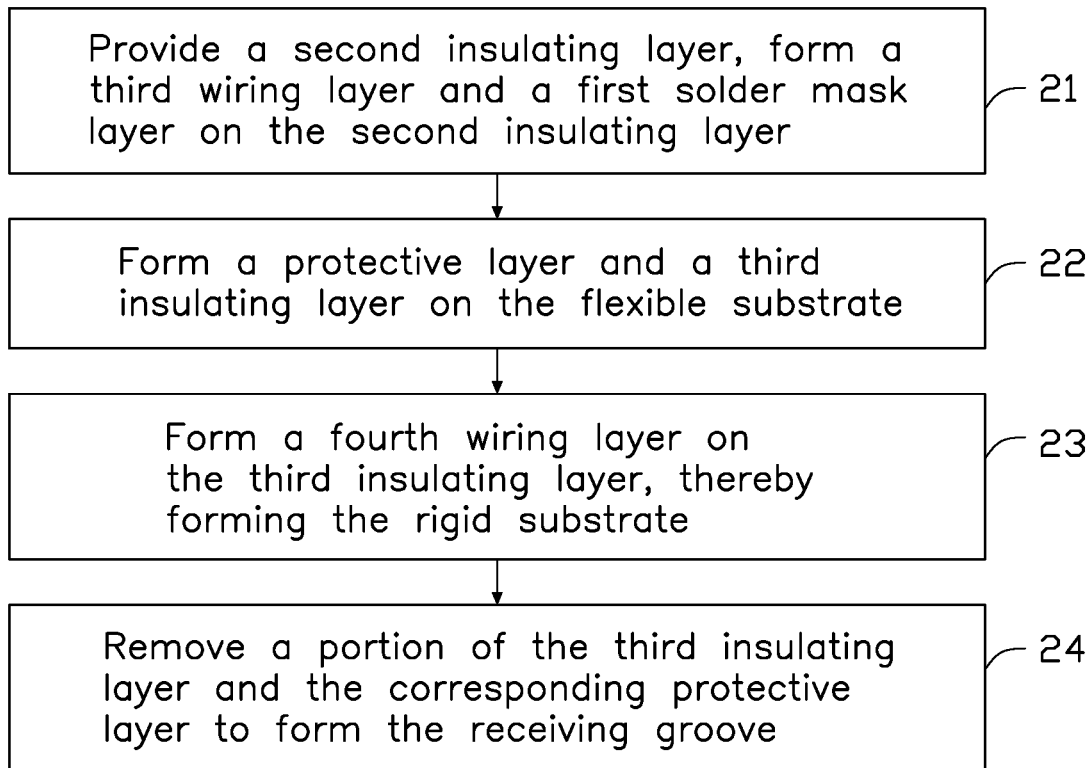 Provide a second insulating layer, form a
third wiring layer and a first solder mask
layer on the second insulating layer
21
Form a protective layer and a third
insulating layer on the flexible substrate
22
Form a fourth wiring layer on
the third insulating layer, thereby
forming the rigid substrate
23
Remove a portion of the third insulating
layer and the corresponding protective
layer to form the receiving groove
24